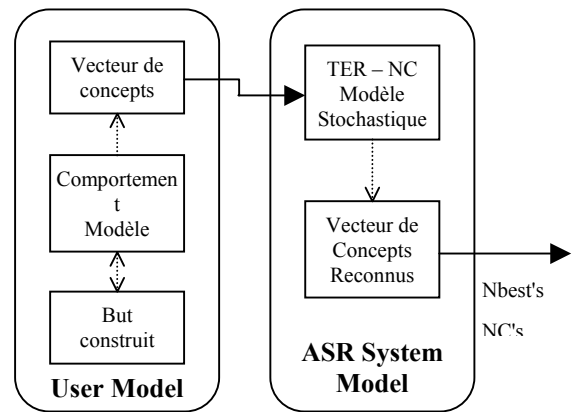 Vecteur de
concepts
Comportemen
t
Modèle
But
construit
User Model
TER – NC
Modèle
Stochastique
Vecteur de
Concepts
Reconnus
ASR System
Model
Nbest's
NC's